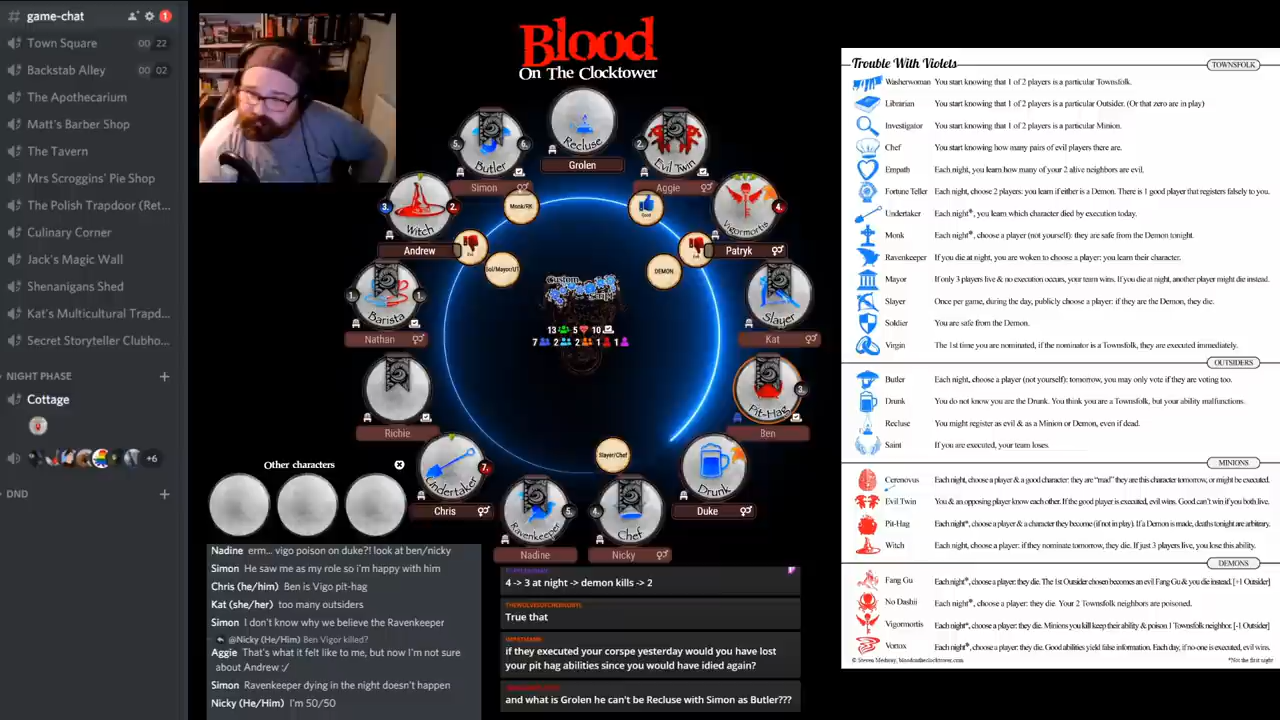 # game-chat
1
Town Square 00 22
Backstab Alley 00 02
The Apothecarium
Matt's Barber Shop
The Tavern
Mrs Scroggins' Pie Shop
Culinary Corner
Shenanigans Shed
Kat's Multicultural Trapd...
Secret Storyteller Clubho...
NIGHT PHASE
Cottage
+6
DND
Blood
On The Clocktower
Recluse
Grolen
Butler
Simon
Evil Twin
Aggie
Witch
Andrew
Vigormortis
Patryk
Barista
Nathan
Slayer
Kat
Richie
Pit-Hag
Ben
Undertaker
Chris
Drunk
Duke
Ravenkeeper
Nadine
Chef
Nicky
Monk/RK
Good
Evil
Evil
Sol/Mayor/UT
DEMON
Slayer/Chef
13 5 10
7 2 2 1 1
Other characters
Nadine erm... vigo poison on duke?! look at ben/nicky
Simon He saw me as my role so i'm happy with him
Chris (he/him) Ben is Vigo pit-hag
Kat (she/her) too many outsiders
Simon I don't know why we believe the Ravenkeeper
@Nicky (He/Him) Ben Vigor killed?
Aggie That's what it felt like to me, but now I'm not sure
about Andrew :/
Simon Ravenkeeper dying in the night doesn't happen
Nicky (He/Him) I'm 50/50
4 -> 3 at night -> demon kills -> 2
True that
if they executed your corspe yesterday would you have lost
your pit hag abilities since you would have idied again?
and what is Grolen he can't be Recluse with Simon as Butler???
Trouble With Violets
TOWNSFOLK
Washerwoman You start knowing that 1 of 2 players is a particular Townsfolk.
Librarian You start knowing that 1 of 2 players is a particular Outsider. (Or that zero are in play)
Investigator You start knowing that 1 of 2 players is a particular Minion.
Chef You start knowing how many pairs of evil players there are.
Empath Each night, you learn how many of your 2 alive neighbors are evil.
Fortune Teller Each night, choose 2 players: you learn if either is a Demon. There is 1 good player that registers falsely to you.
Undertaker Each night*, you learn which character died by execution today.
Monk Each night*, choose a player (not yourself): they are safe from the Demon tonight.
Ravenkeeper If you die at night, you are woken to choose a player: you learn their character.
Mayor If only 3 players live & no execution occurs, your team wins. If you die at night, another player might die instead.
Slayer Once per game, during the day, publicly choose a player: if they are the Demon, they die.
Soldier You are safe from the Demon.
Virgin The 1st time you are nominated, if the nominator is a Townsfolk, they are executed immediately.
OUTSIDERS
Butler Each night, choose a player (not yourself): tomorrow, you may only vote if they are voting too.
Drunk You do not know you are the Drunk. You think you are a Townsfolk, but your ability malfunctions.
Recluse You might register as evil & as a Minion or Demon, even if dead.
Saint If you are executed, your team loses.
MINIONS
Cerenovus Each night, choose a player & a good character: they are "mad" they are this character tomorrow, or might be executed.
Evil Twin You & an opposing player know each other. If the good player is executed, evil wins. Good can't win if you both live.
Pit-Hag Each night*, choose a player & a character they become (if not in play). If a Demon is made, deaths tonight are arbitrary.
Witch Each night, choose a player: if they nominate tomorrow, they die. If just 3 players live, you lose this ability.
DEMONS
Fang Gu Each night*, choose a player: they die. The 1st Outsider chosen becomes an evil Fang Gu & you die instead. [+1 Outsider]
No Dashii Each night*, choose a player: they die. Your 2 Townsfolk neighbors are poisoned.
Vigormortis Each night*, choose a player: they die. Minions you kill keep their ability & poison 1 Townsfolk neighbor. [-1 Outsider]
Vortox Each night*, choose a player: they die. Good abilities yield false information. Each day, if no-one is executed, evil wins.
© Steven Medway, bloodontheclocktower.com
*Not the first night